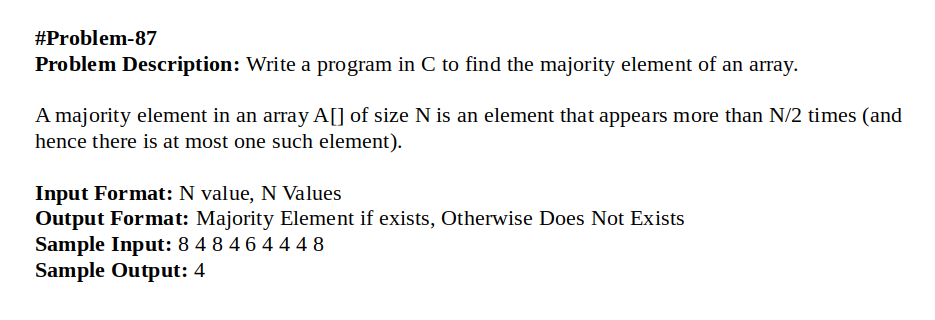 #Problem-87
Problem Description: Write a program in C to find the majority element of an array.
A majority element in an array A[] of size N is an element that appears more than N/2 times (and
hence there is at most one such element).
Input Format: N value, N Values
Output Format: Majority Element if exists, Otherwise Does Not Exists
Sample Input: 8 4 8 4 6 4 4 4 8
Sample Output: 4